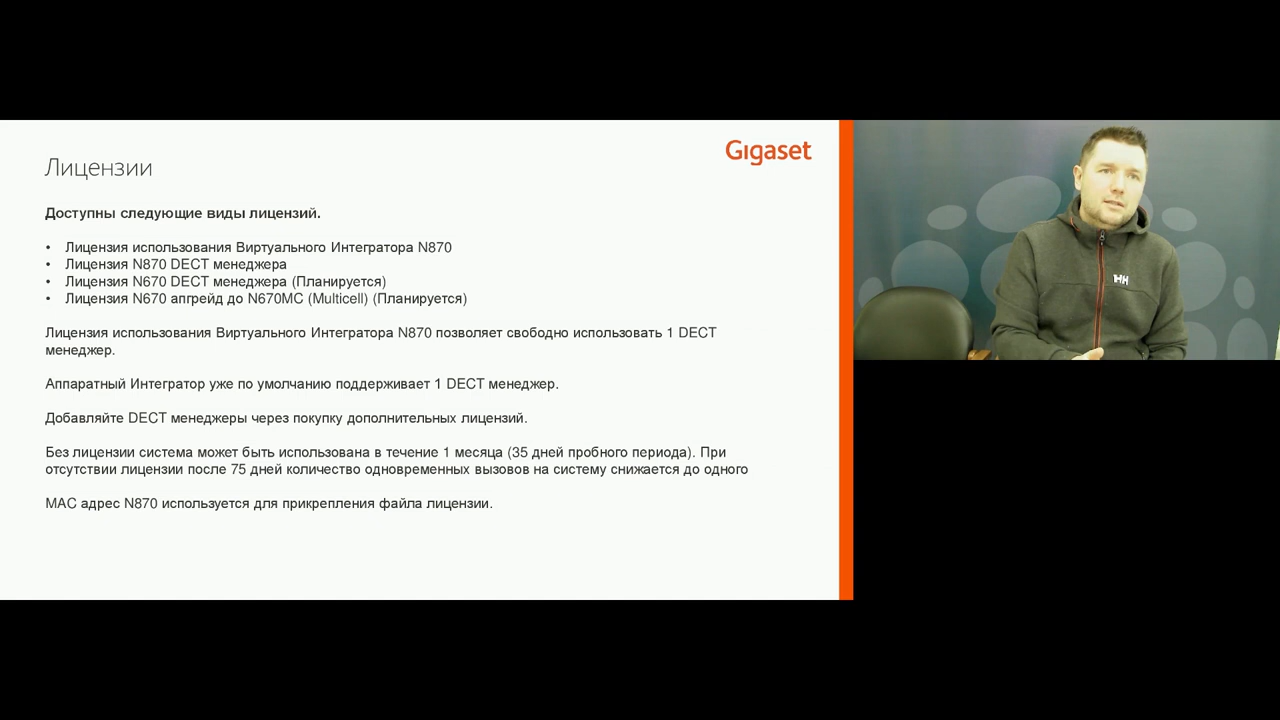 Gigaset
Лицензии
Доступны следующие виды лицензий.
• Лицензия использования Виртуального Интегратора N870
• Лицензия N870 DECT менеджера
• Лицензия N670 DECT менеджера (Планируется)
• Лицензия N670 апгрейд до N670MC (Multicell) (Планируется)
Лицензия использования Виртуального Интегратора N870 позволяет свободно использовать 1 DECT
менеджер.
Аппаратный Интегратор уже по умолчанию поддерживает 1 DECT менеджер.
Добавляйте DECT менеджеры через покупку дополнительных лицензий.
Без лицензии система может быть использована в течение 1 месяца (35 дней пробного периода). При
отсутствии лицензии после 75 дней количество одновременных вызовов на систему снижается до одного
MAC адрес N870 используется для прикрепления файла лицензии.
HH